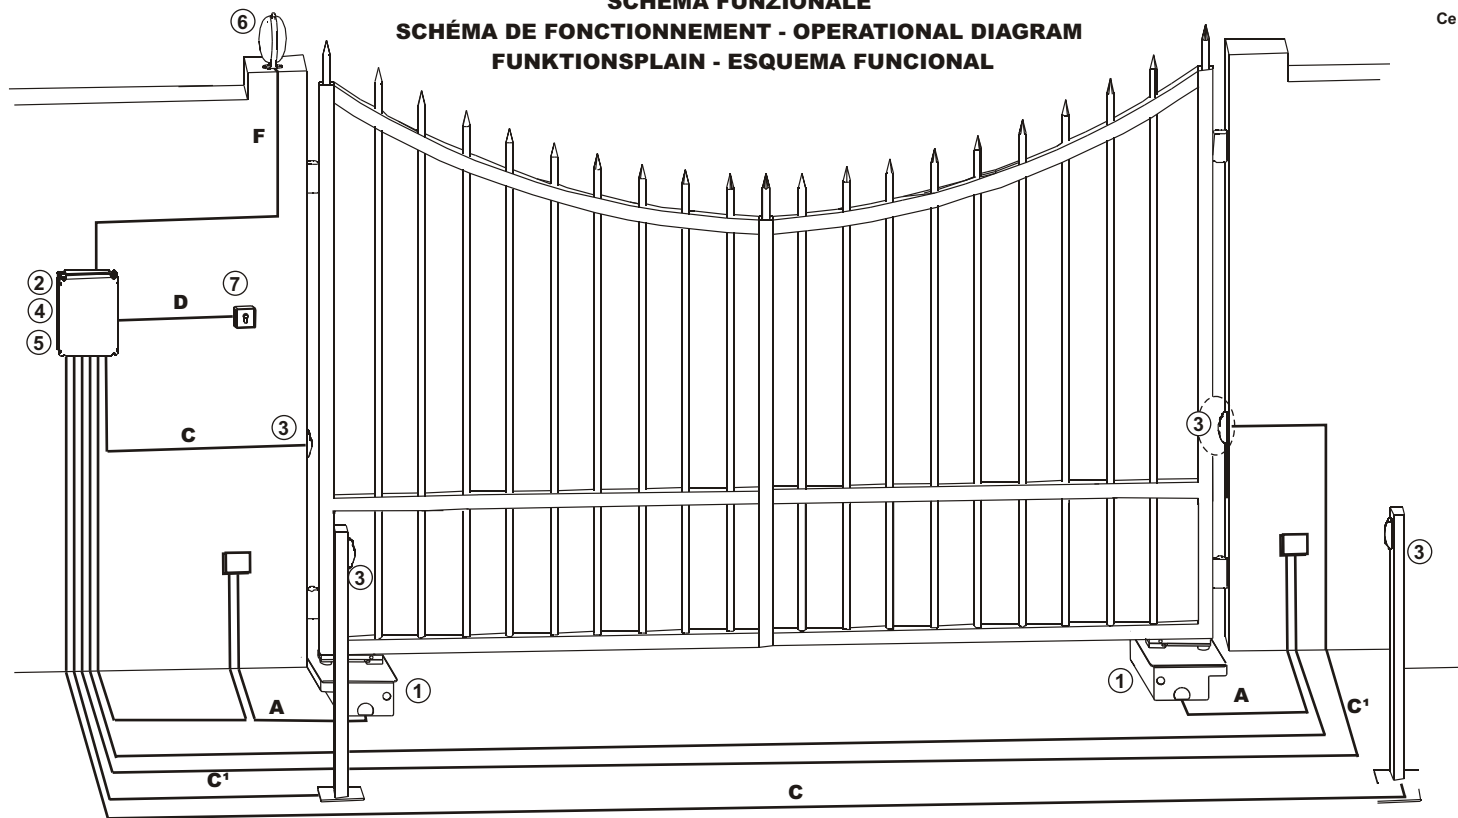 SCHEMA FUNZIONALE
SCHÉMA DE FONCTIONNEMENT - OPERATIONAL DIAGRAM
FUNKTIONSPLAIN - ESQUEMA FUNCIONAL
Ce
6
F
2
4
5
D
7
C
3
3
3
3
1
A
1
A
C¹
C¹
C